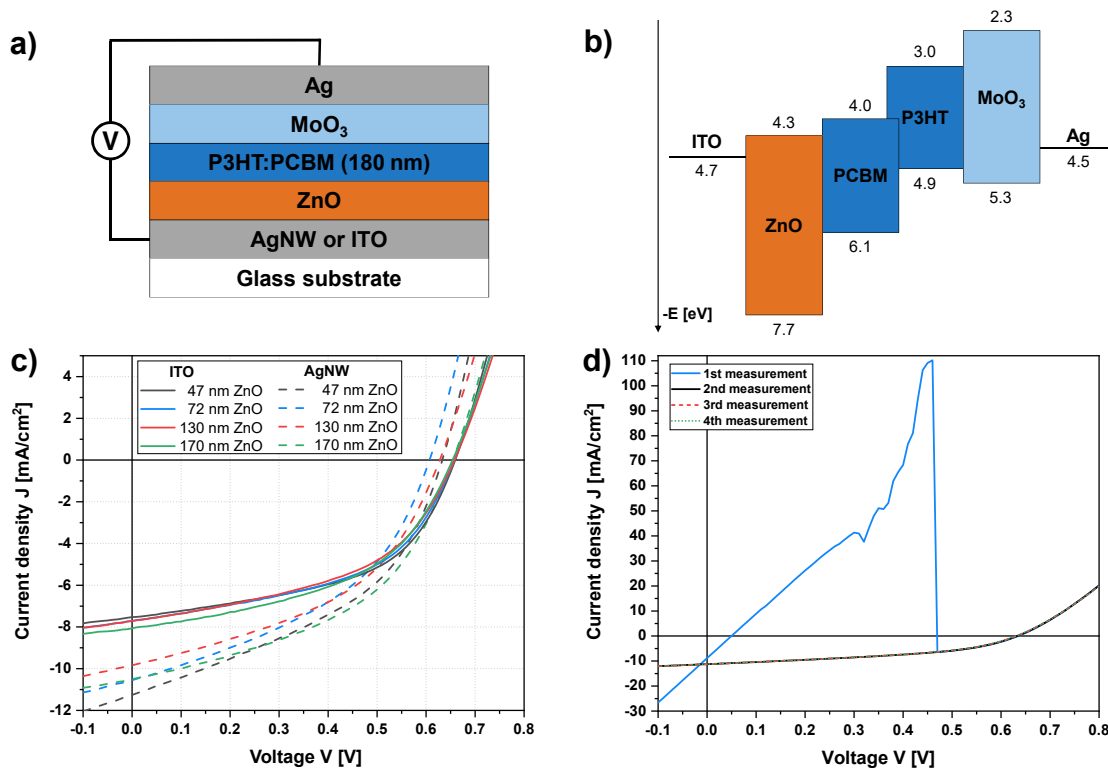 a)
Ag
MoO₃
P3HT:PCBM (180 nm)
ZnO
AgNW or ITO
Glass substrate
V
b)
-E [eV]
ITO
4.7
4.3
ZnO
7.7
4.0
PCBM
6.1
3.0
P3HT
4.9
2.3
MoO₃
5.3
Ag
4.5
c)
ITO AgNW
47 nm ZnO 47 nm ZnO
72 nm ZnO 72 nm ZnO
130 nm ZnO 130 nm ZnO
170 nm ZnO 170 nm ZnO
Current density J [mA/cm²]
4
2
0
-2
-4
-6
-8
-10
-12
-0.1 0.0 0.1 0.2 0.3 0.4 0.5 0.6 0.7 0.8
Voltage V [V]
d)
1st measurement
2nd measurement
3rd measurement
4th measurement
Current density J [mA/cm²]
110
100
90
80
70
60
50
40
30
20
10
0
-10
-20
-30
-0.1 0.0 0.1 0.2 0.3 0.4 0.5 0.6 0.7 0.8
Voltage V [V]